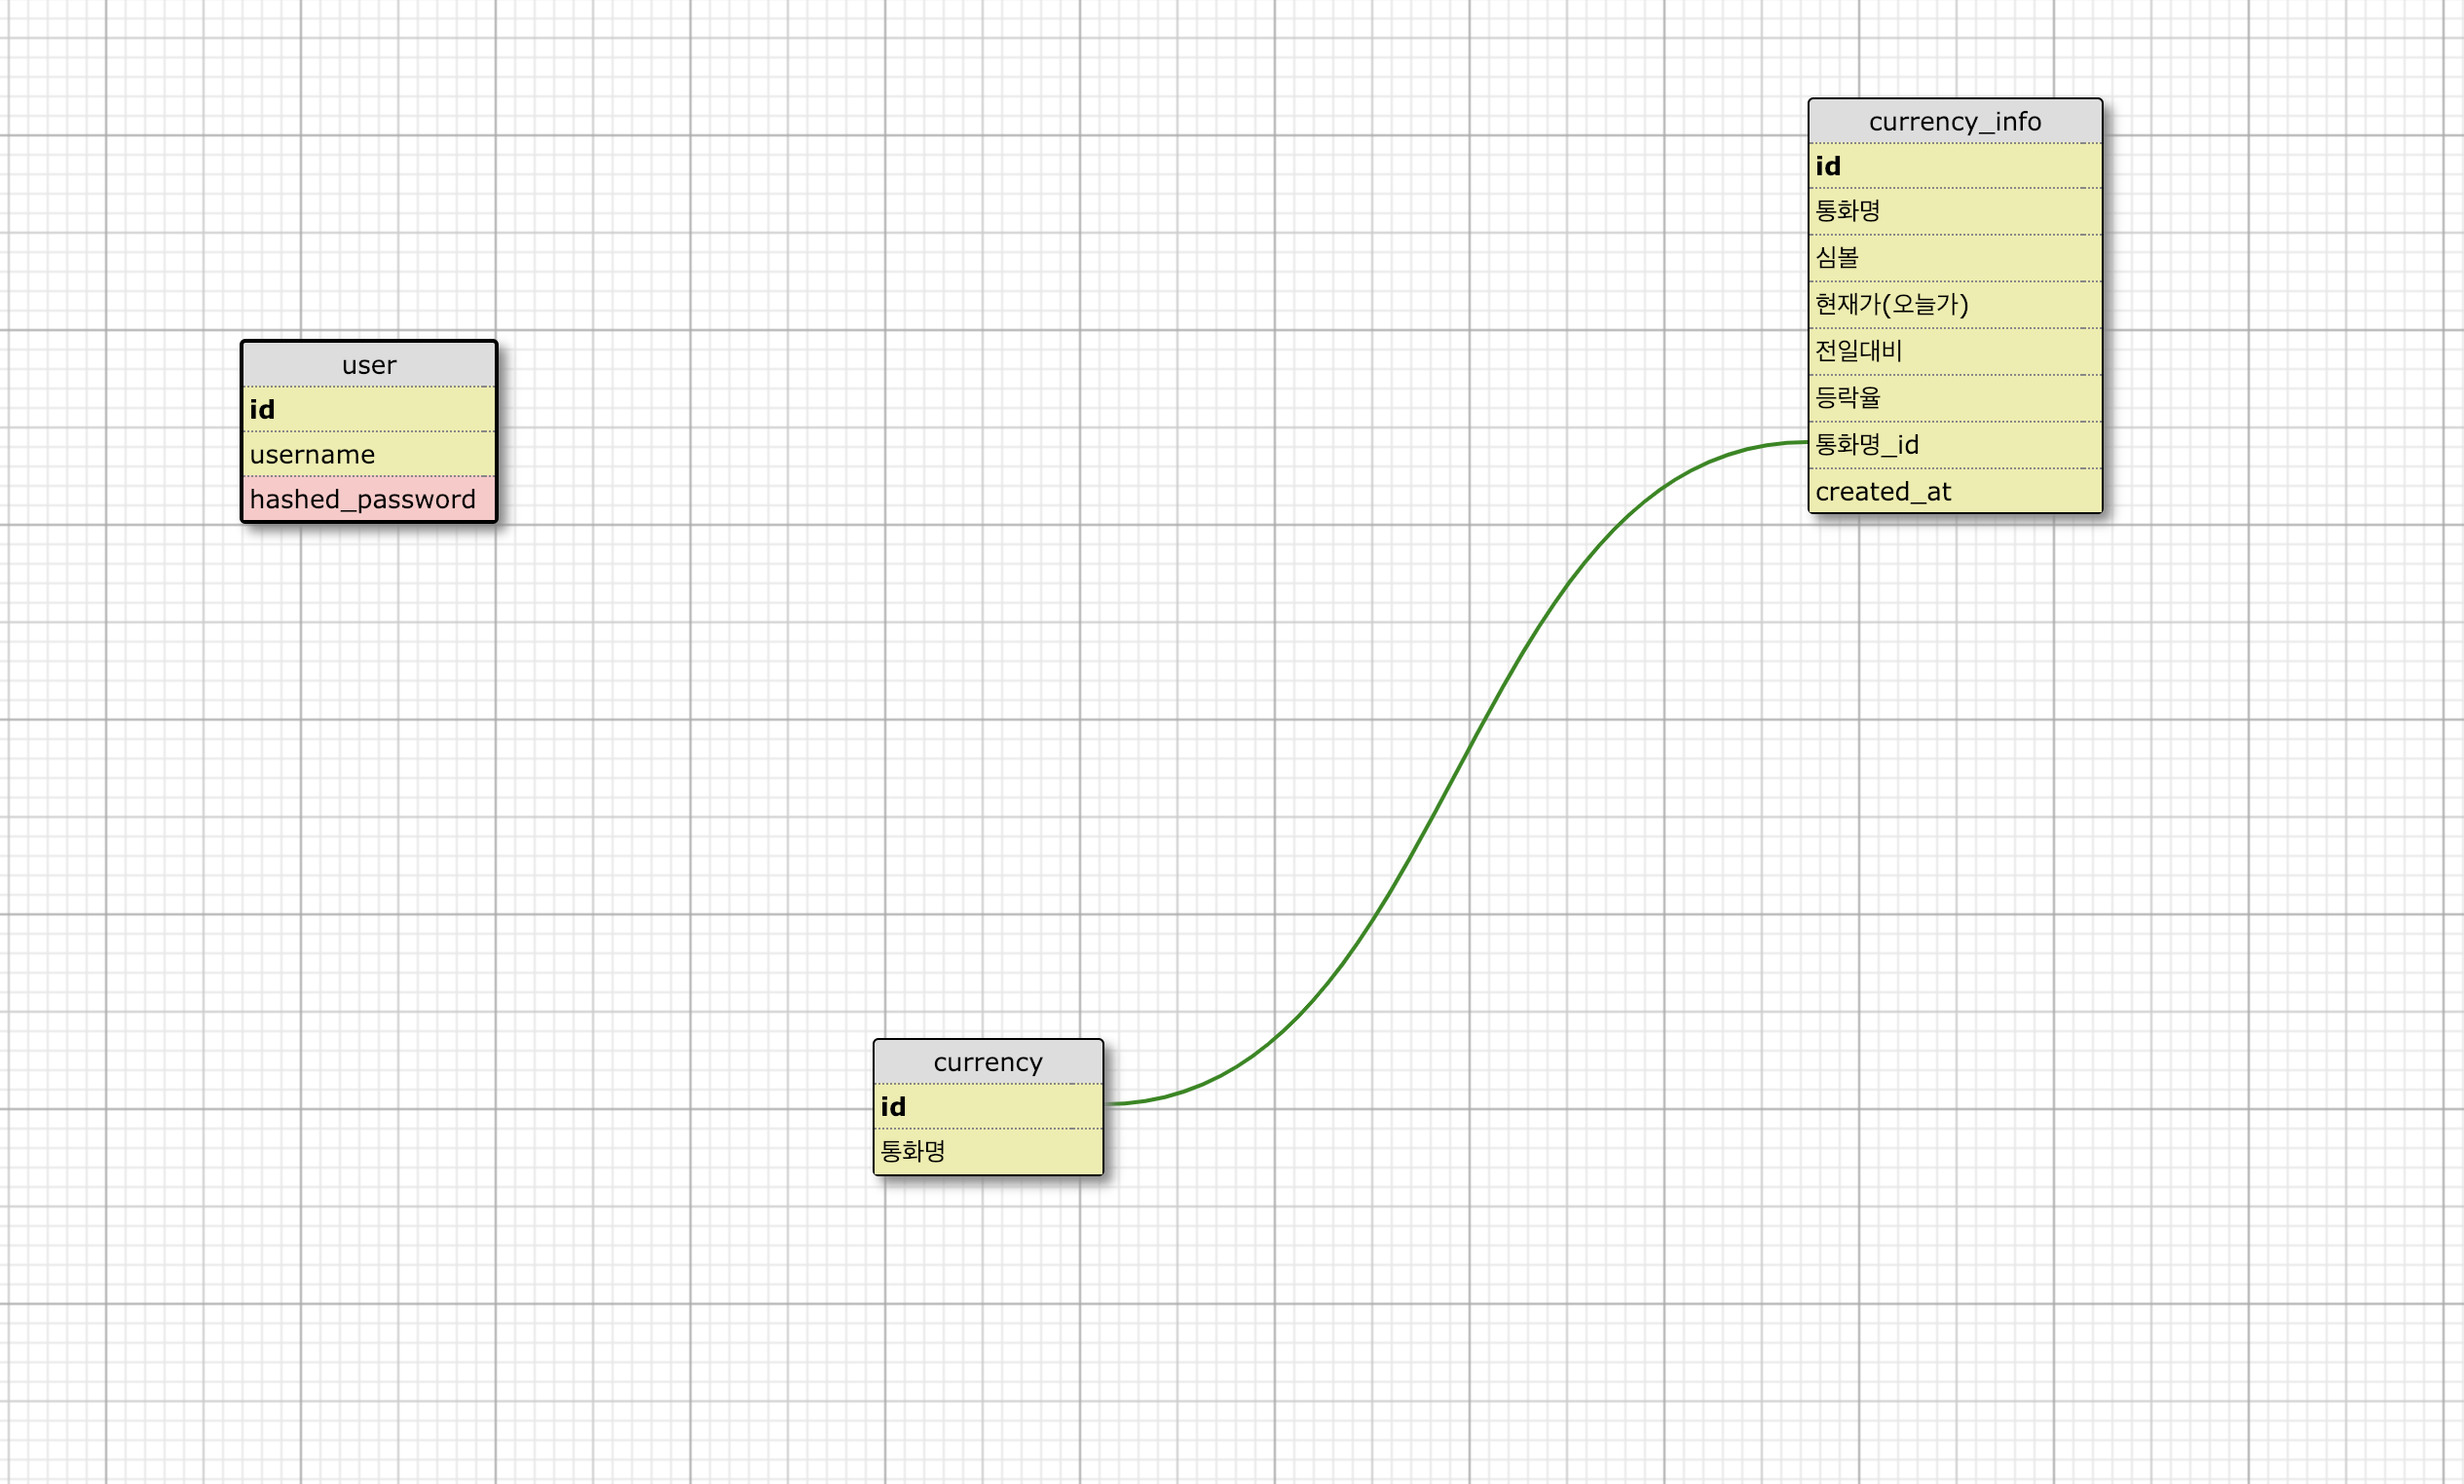 user
id
username
hashed_password
currency_info
id
통화명
심볼
현재가(오늘가)
전일대비
등락율
통화명_id
created_at
currency
id
통화명